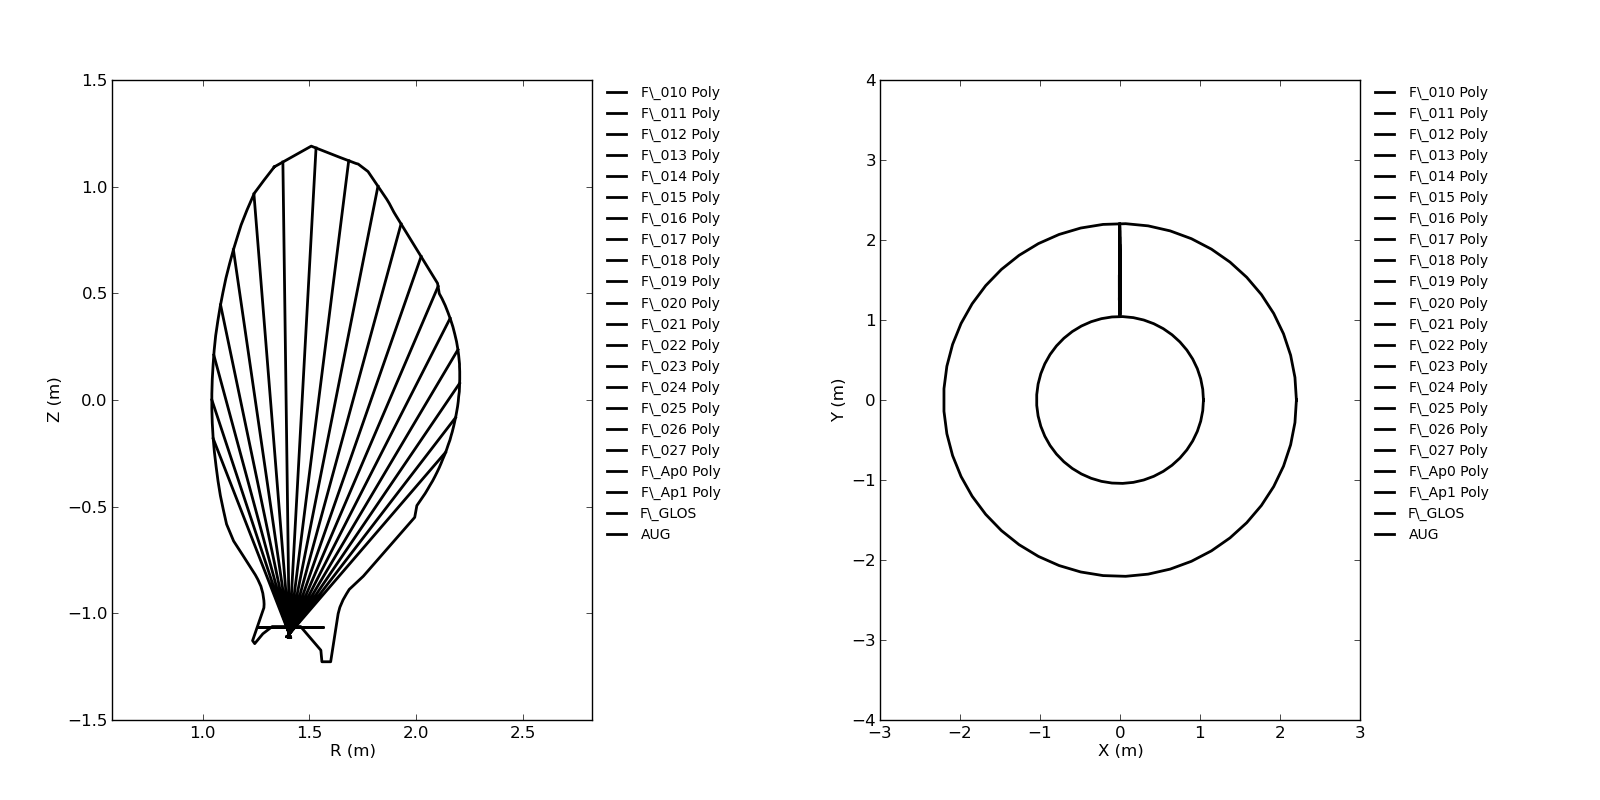 1.5
1.0
0.5
0.0
−0.5
−1.0
−1.5
Z (m)
1.0
1.5
2.0
2.5
R (m)
F\_010 Poly
F\_011 Poly
F\_012 Poly
F\_013 Poly
F\_014 Poly
F\_015 Poly
F\_016 Poly
F\_017 Poly
F\_018 Poly
F\_019 Poly
F\_020 Poly
F\_021 Poly
F\_022 Poly
F\_023 Poly
F\_024 Poly
F\_025 Poly
F\_026 Poly
F\_027 Poly
F\_Ap0 Poly
F\_Ap1 Poly
F\_GLOS
AUG
4
3
2
1
0
−1
−2
−3
−4
Y (m)
−3
−2
−1
0
1
2
3
X (m)
F\_010 Poly
F\_011 Poly
F\_012 Poly
F\_013 Poly
F\_014 Poly
F\_015 Poly
F\_016 Poly
F\_017 Poly
F\_018 Poly
F\_019 Poly
F\_020 Poly
F\_021 Poly
F\_022 Poly
F\_023 Poly
F\_024 Poly
F\_025 Poly
F\_026 Poly
F\_027 Poly
F\_Ap0 Poly
F\_Ap1 Poly
F\_GLOS
AUG